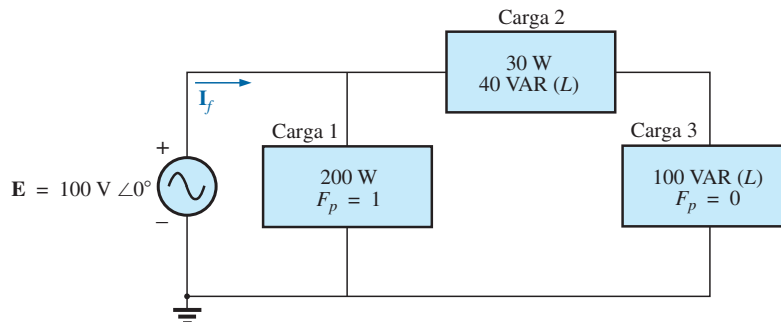 Carga 2
30 W
40 VAR (L)
I_f
Carga 1
Carga 3
+
E = 100 V ∠0°
–
200 W
F_p = 1
100 VAR (L)
F_p = 0